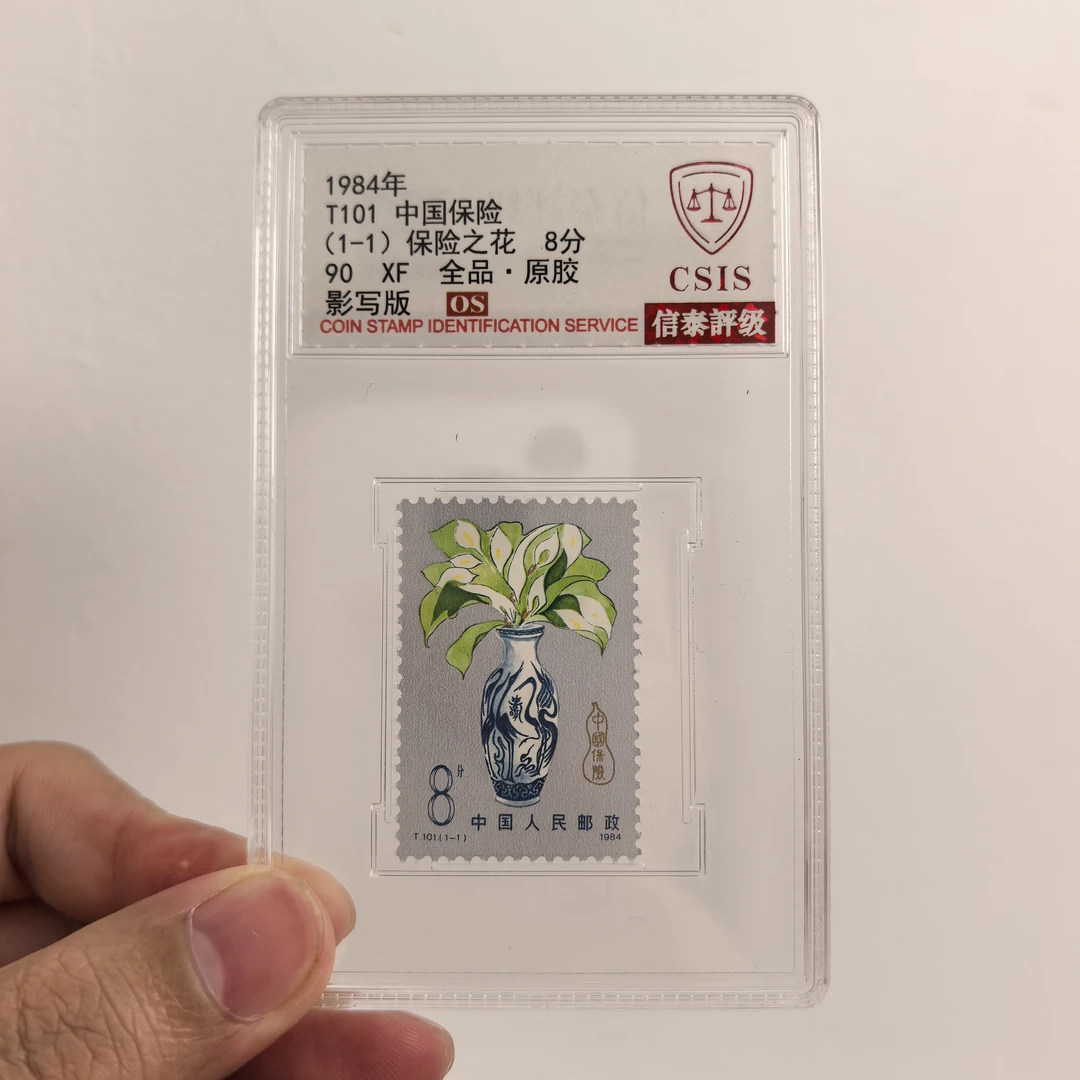 1984年
T101 中国保险
(1-1) 保险之花 8分
90 XF 全品·原胶
影写版 OS
COIN STAMP IDENTIFICATION SERVICE
CSIS
信泰評级
中國保險
8分
中国人民邮政
T 101(1-1) 1984